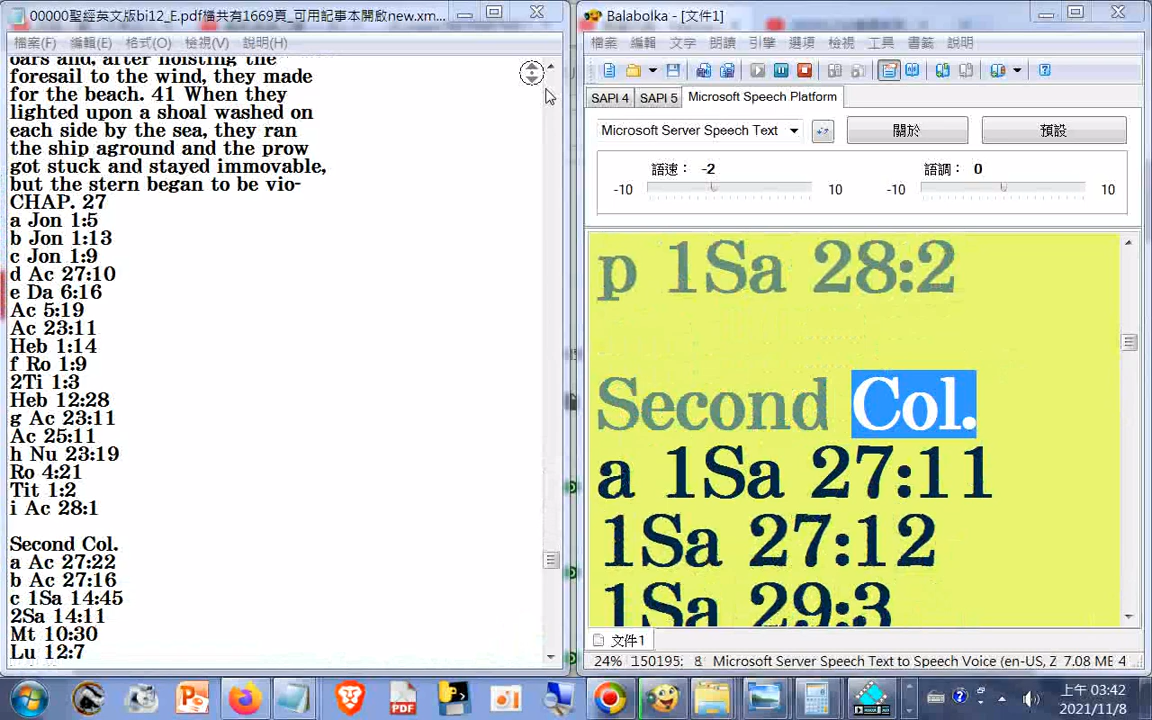 00000聖經英文版bi12_E.pdf檔共有1669頁_可用記事本開啟new.xm...
檔案(F) 編輯(E) 格式(O) 檢視(V) 說明(H)
oars and, after hoisting the
foresail to the wind, they made
for the beach. 41 When they
lighted upon a shoal washed on
each side by the sea, they ran
the ship aground and the prow
got stuck and stayed immovable,
but the stern began to be vio-
CHAP. 27
a Jon 1:5
b Jon 1:13
c Jon 1:9
d Ac 27:10
e Da 6:16
Ac 5:19
Ac 23:11
Heb 1:14
f Ro 1:9
2Ti 1:3
Heb 12:28
g Ac 23:11
Ac 25:11
h Nu 23:19
Ro 4:21
Tit 1:2
i Ac 28:1
Second Col.
a Ac 27:22
b Ac 27:16
c 1Sa 14:45
2Sa 14:11
Mt 10:30
Lu 12:7
Balabolka - [文件1]
檔案 編輯 文字 朗讀 引擎 選項 檢視 工具 書籤 說明
SAPI 4 SAPI 5 Microsoft Speech Platform
Microsoft Server Speech Text 關於 預設
語速： -2 語調： 0
-10 10 -10 10
p 1Sa 28:2
Second Col.
a 1Sa 27:11
1Sa 27:12
1Sa 29:3
文件1
24% 150195: 8 Microsoft Server Speech Text to Speech Voice (en-US, Z 7.08 MB 4
PDF
上午 03:42
2021/11/8